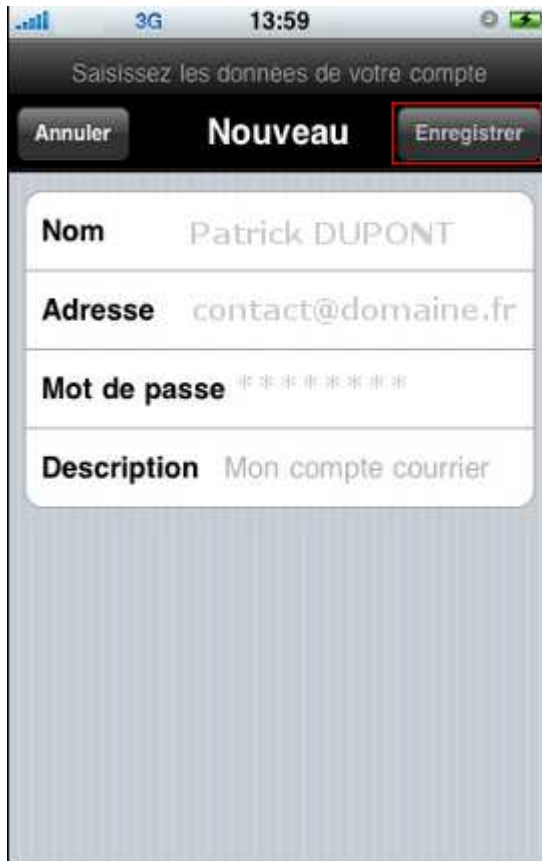 3G 13:59
Saisissez les données de votre compte
Annuler Nouveau Enregistrer
Nom Patrick DUPONT
Adresse contact@domaine.fr
Mot de passe ********
Description Mon compte courrier